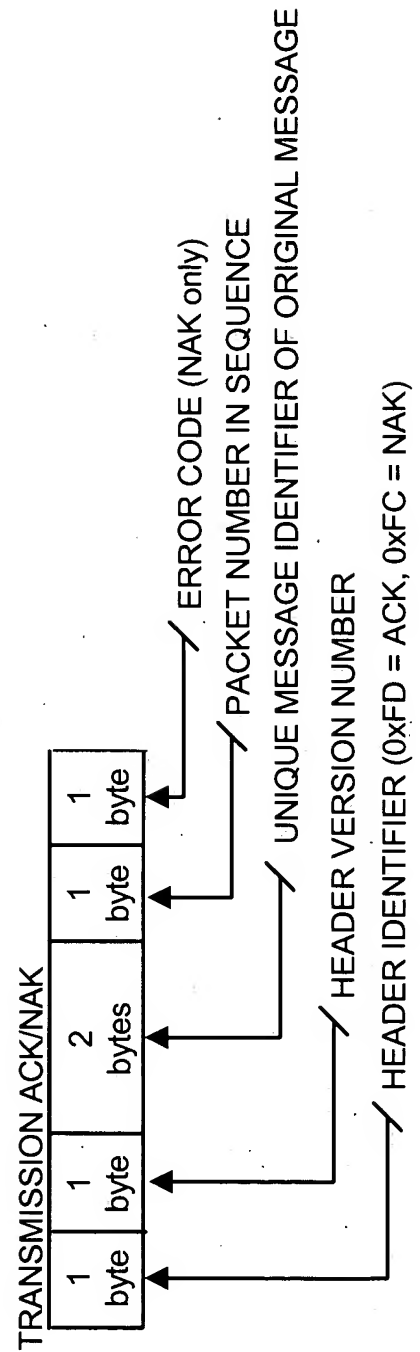 TRANSMISSION ACK/NAK
1
byte
1
byte
2
bytes
1
byte
1
byte
ERROR CODE (NAK only)
PACKET NUMBER IN SEQUENCE
UNIQUE MESSAGE IDENTIFIER OF ORIGINAL MESSAGE
HEADER VERSION NUMBER
HEADER IDENTIFIER (0xFD = ACK, 0xFC = NAK)